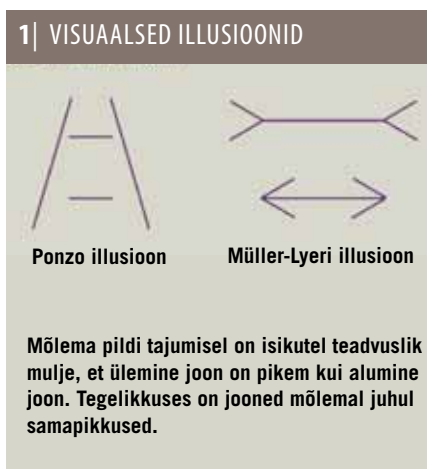 1| VISUAALSED ILLUSIOONID
Ponzo illusioon
Müller-Lyeri illusioon
Mõlema pildi tajumisel on isikutel teadvuslik
mulje, et ülemine joon on pikem kui alumine
joon. Tegelikkuses on jooned mõlemal juhul
samapikkused.